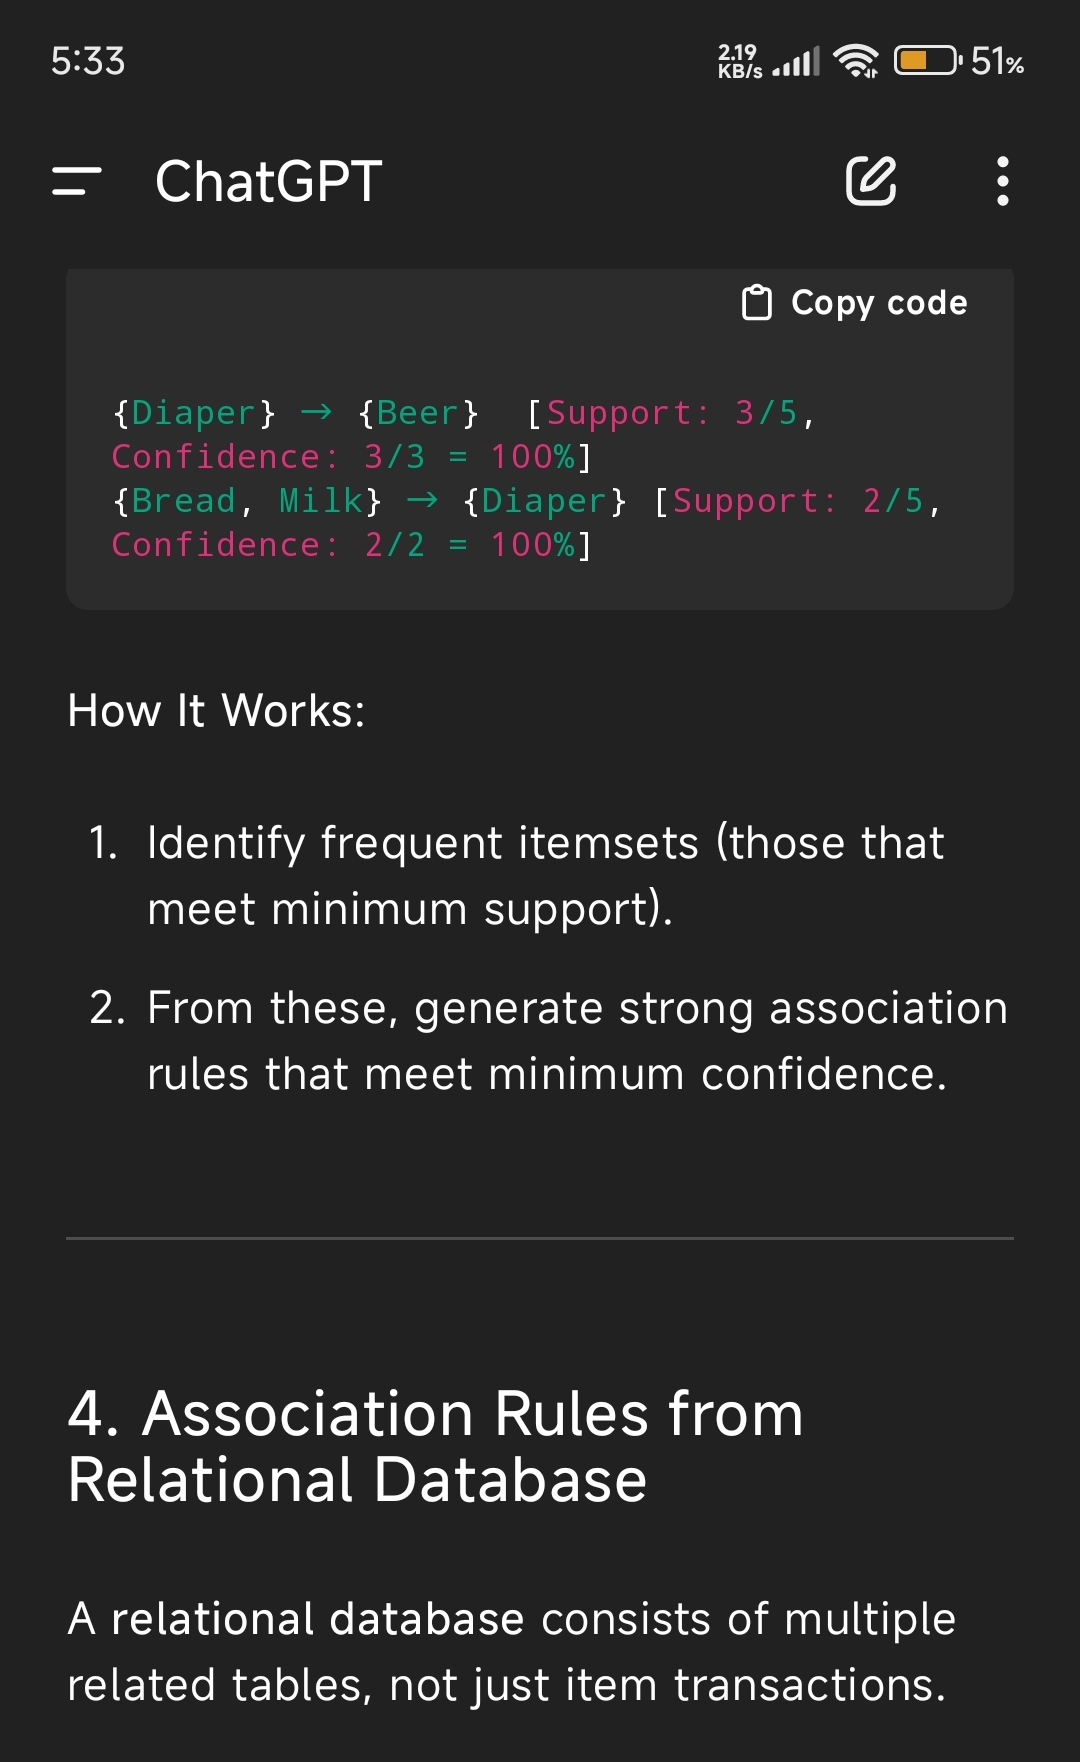 5:33
2.19
KB/s
51%
ChatGPT
Copy code
{Diaper} → {Beer}  [Support: 3/5,
Confidence: 3/3 = 100%]
{Bread, Milk} → {Diaper} [Support: 2/5,
Confidence: 2/2 = 100%]
How It Works:
1. Identify frequent itemsets (those that
meet minimum support).
2. From these, generate strong association
rules that meet minimum confidence.
4. Association Rules from
Relational Database
A relational database consists of multiple
related tables, not just item transactions.